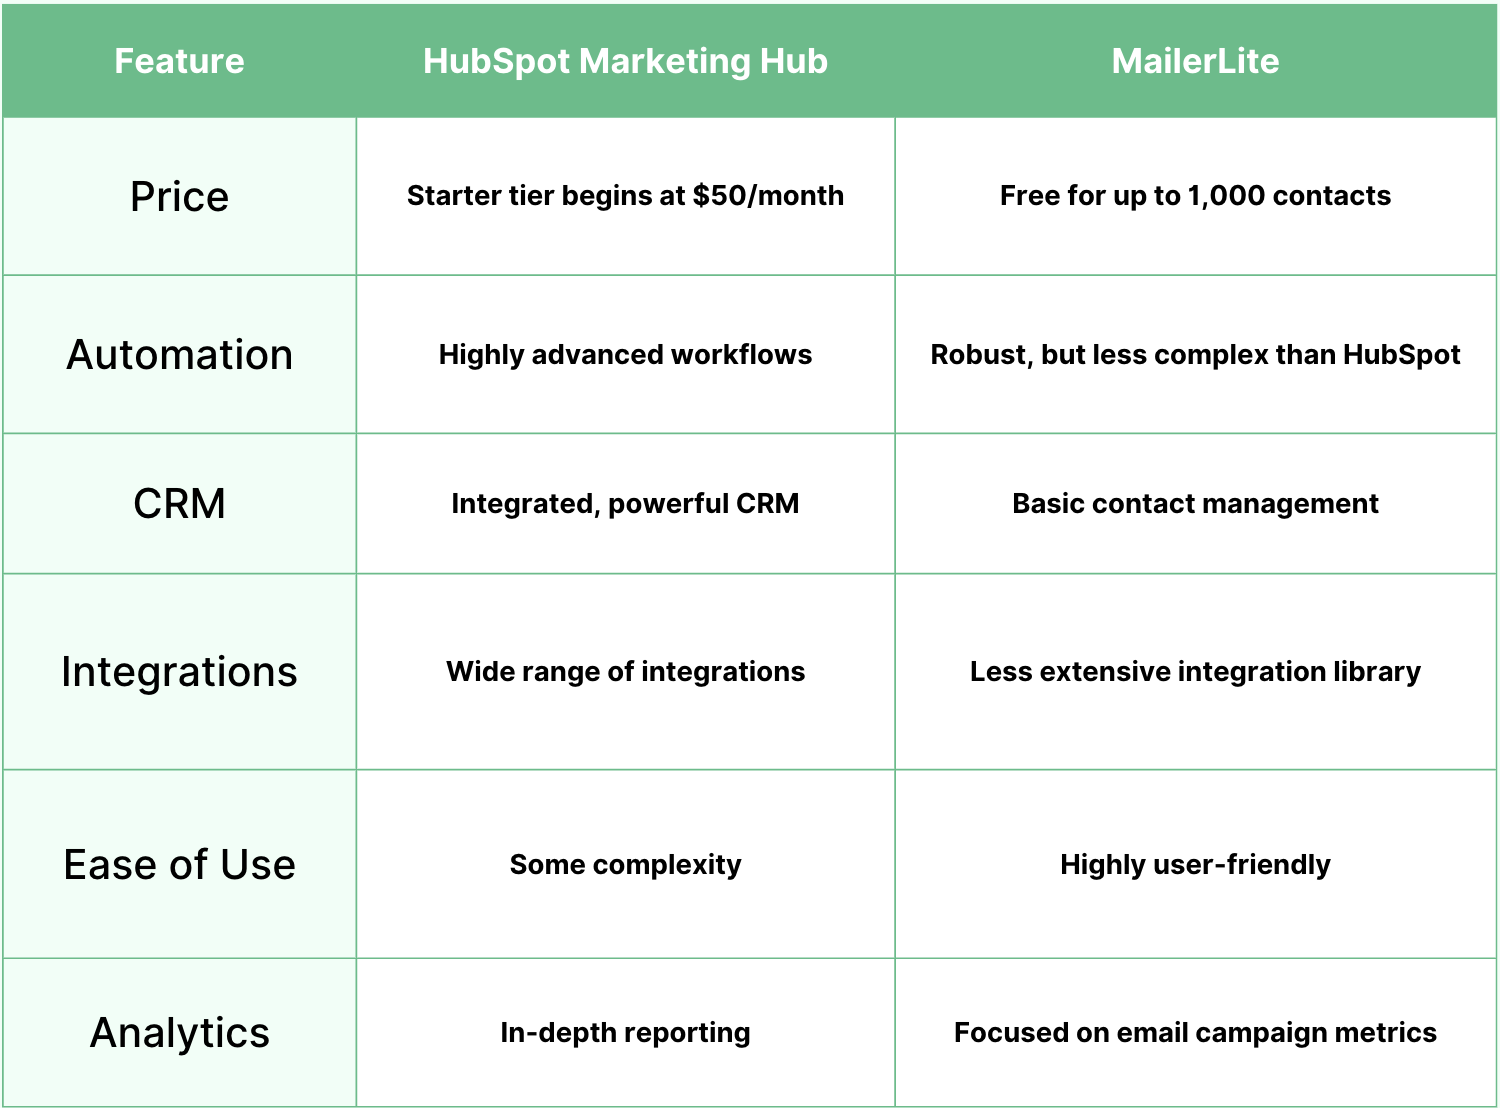 Feature HubSpot Marketing Hub MailerLite
Price Starter tier begins at $50/month Free for up to 1,000 contacts
Automation Highly advanced workflows Robust, but less complex than HubSpot
CRM Integrated, powerful CRM Basic contact management
Integrations Wide range of integrations Less extensive integration library
Ease of Use Some complexity Highly user-friendly
Analytics In-depth reporting Focused on email campaign metrics